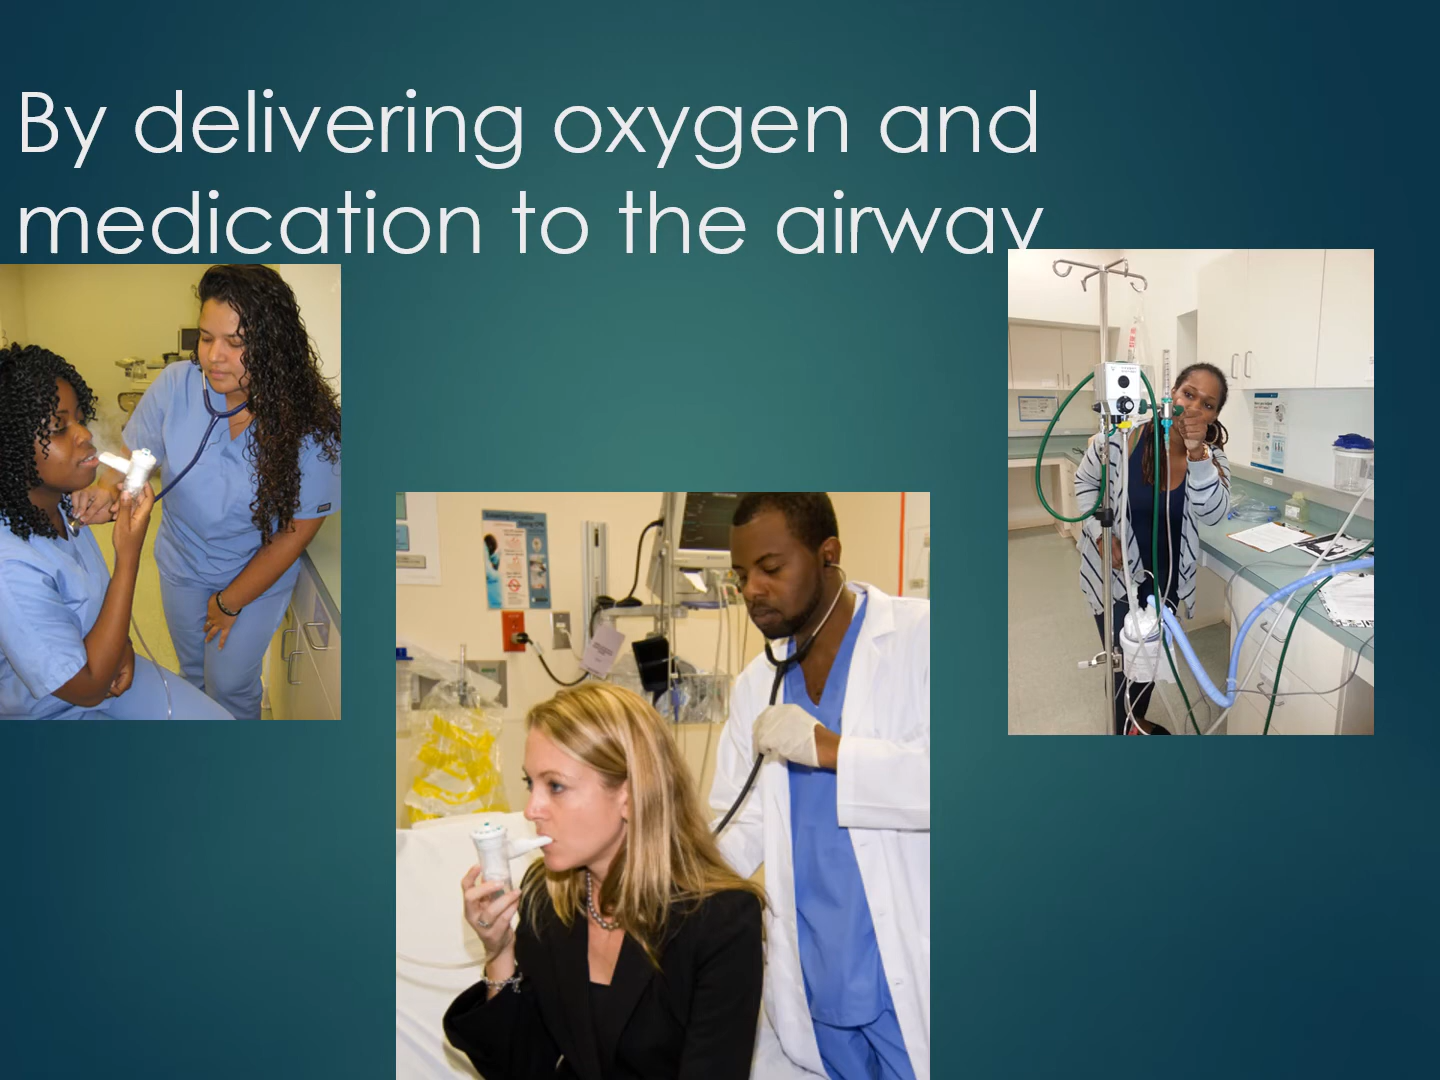 By delivering oxygen and
medication to the airway